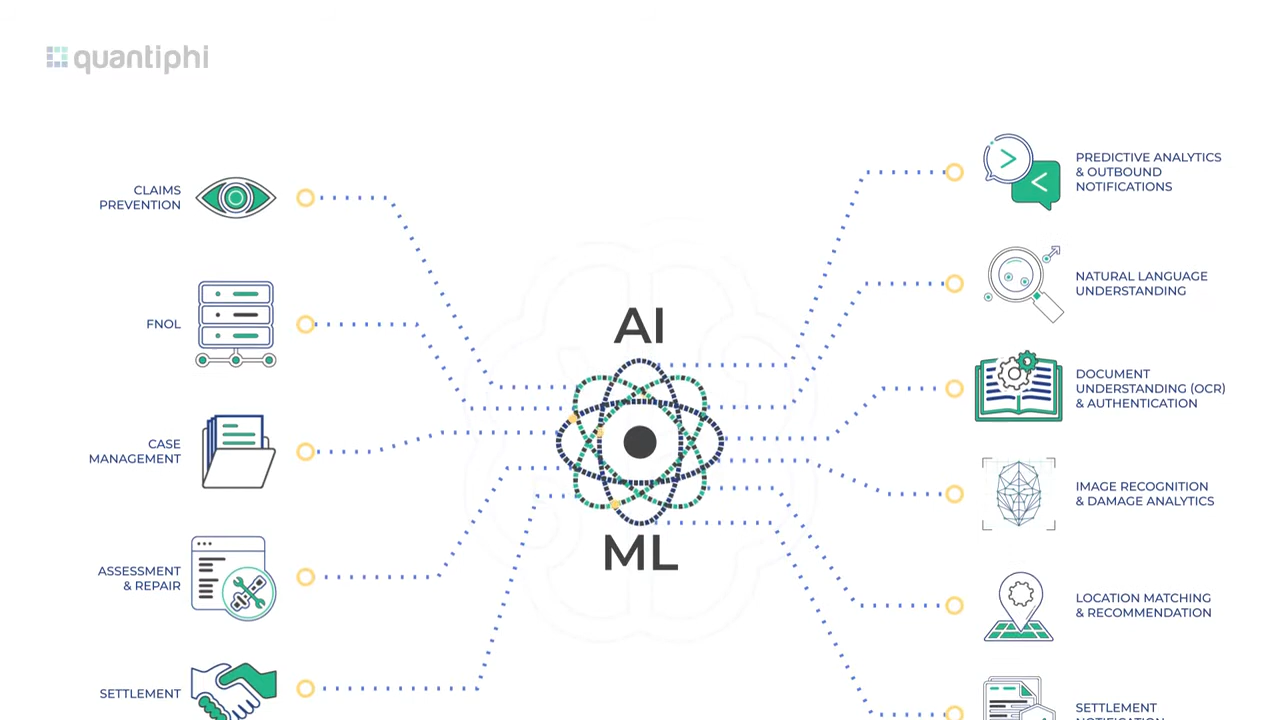 quantiphi
CLAIMS
PREVENTION
FNOL
CASE
MANAGEMENT
ASSESSMENT
& REPAIR
SETTLEMENT
AI
ML
PREDICTIVE ANALYTICS
& OUTBOUND
NOTIFICATIONS
NATURAL LANGUAGE
UNDERSTANDING
DOCUMENT
UNDERSTANDING (OCR)
& AUTHENTICATION
IMAGE RECOGNITION
& DAMAGE ANALYTICS
LOCATION MATCHING
& RECOMMENDATION
SETTLEMENT
NOTIFICATION